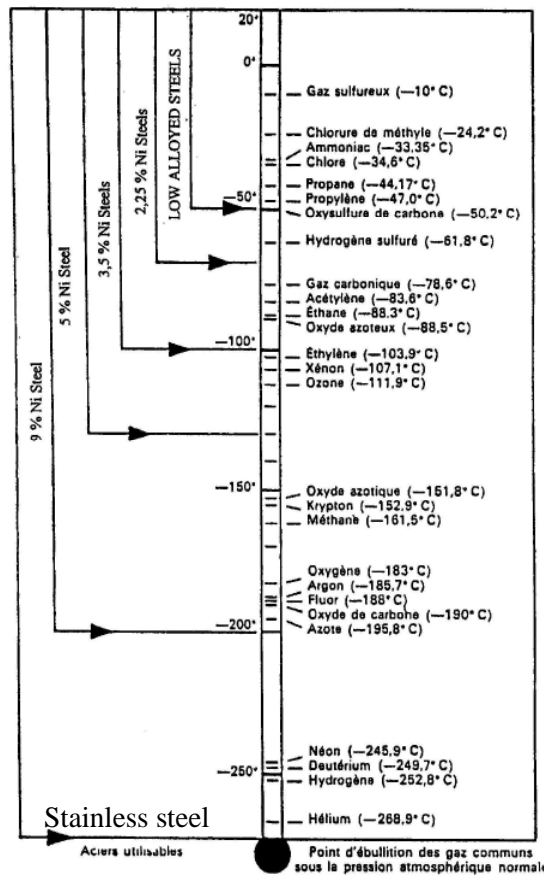 20°
0°
—50°
—100°
—150°
—200°
—250°
LOW ALLOYED STEELS
2,25 % Ni Steels
3,5 % Ni Steels
5 % Ni Steel
9 % Ni Steel
Stainless steel
Aciers utilisables
Gaz sulfureux (—10° C)
Chlorure de méthyle (—24,2° C)
Ammoniac (—33,35° C)
Chlore (—34,6° C)
Propane (—44,17° C)
Propylène (—47,0° C)
Oxysulfure de carbone (—50.2° C)
Hydrogène sulfuré (—61,8° C)
Gaz carbonique (—78,6° C)
Acétylène (—83,6° C)
Éthane (—88.3° C)
Oxyde azoteux (—88,5° C)
Éthylène (—103,9° C)
Xénon (—107,1° C)
Ozone (—111,9° C)
Oxyde azotique (—151,8° C)
Krypton (—152.9° C)
Méthane (—161,5° C)
Oxygène (—183° C)
Argon (—185,7° C)
Fluor (—188° C)
Oxyde de carbone (—190° C)
Azote (—195,8° C)
Néon (—245,9° C)
Deutérium (—249,7° C)
Hydrogène (—252,8° C)
Hélium (—268,9° C)
Point d'ébullition des gaz communs
sous la pression atmosphérique normale